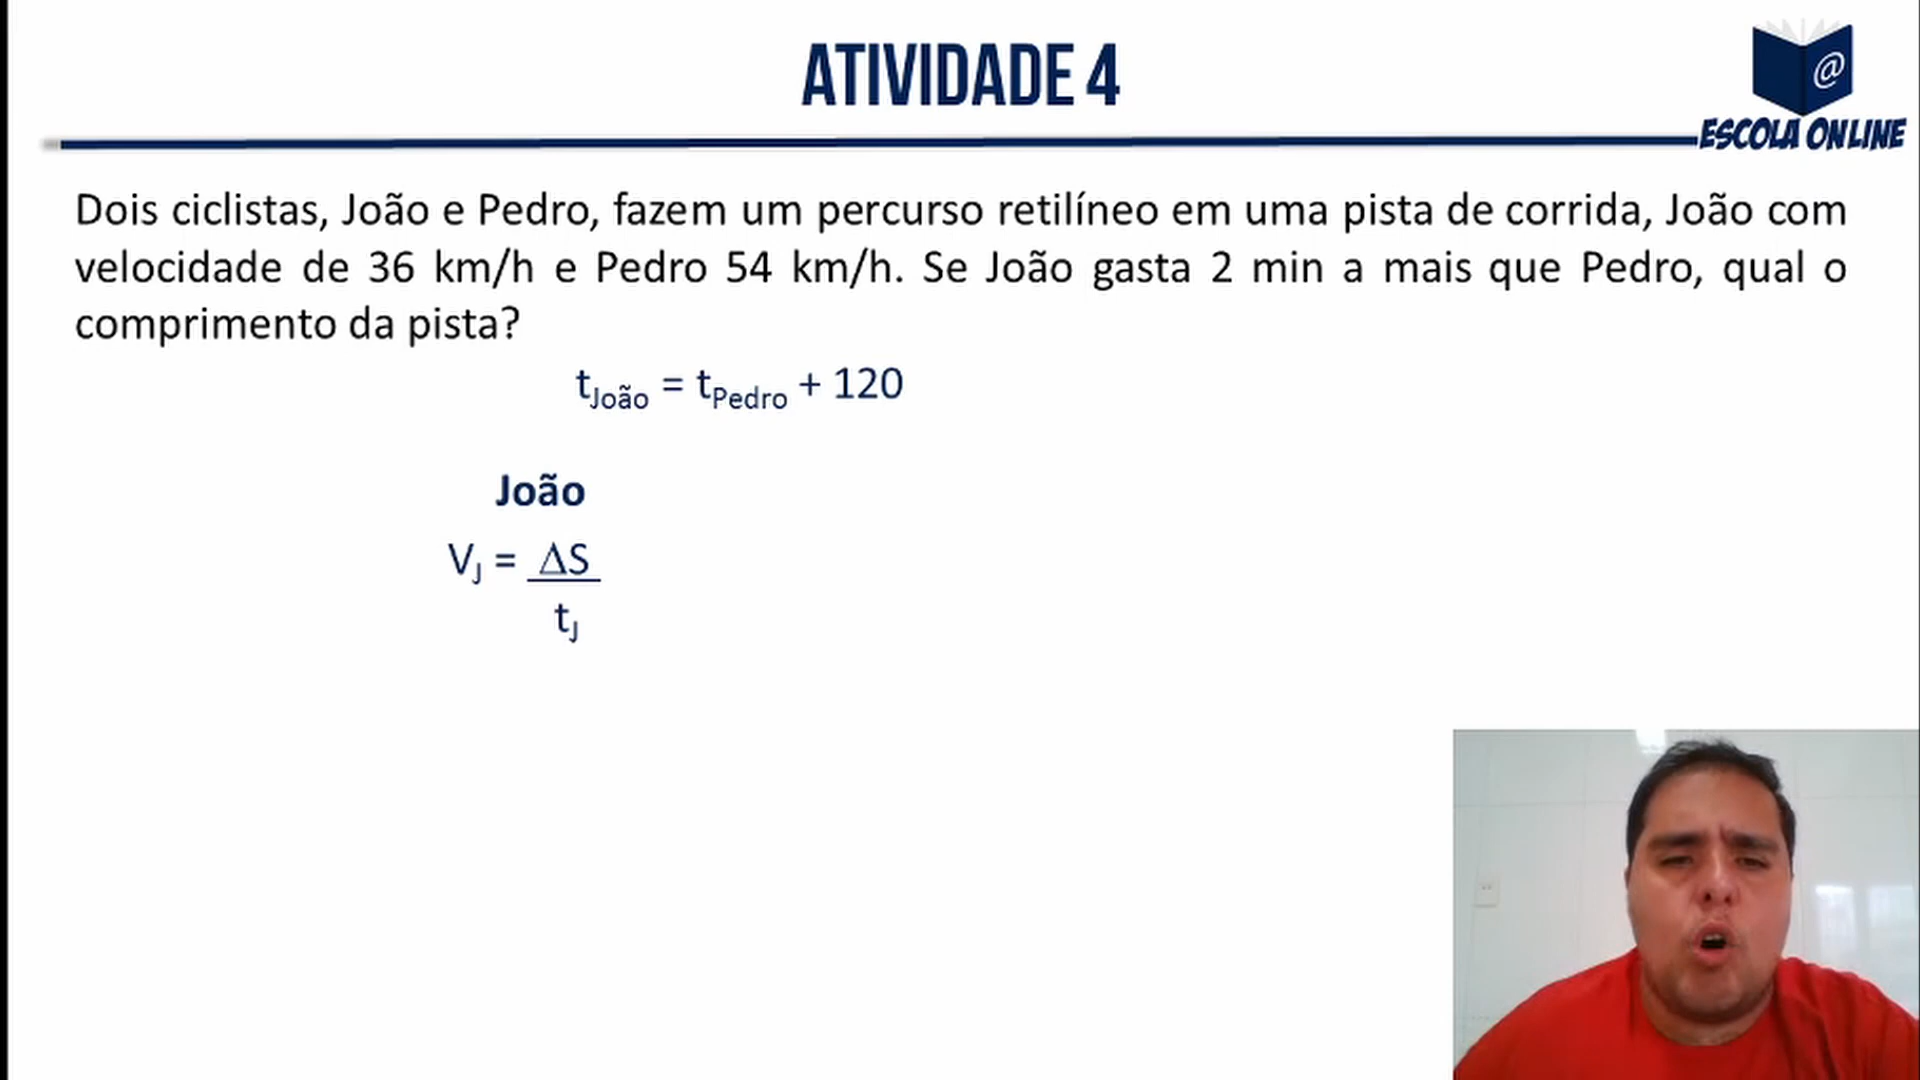 ATIVIDADE 4
@
ESCOLA ONLINE
Dois ciclistas, João e Pedro, fazem um percurso retilíneo em uma pista de corrida, João com
velocidade de 36 km/h e Pedro 54 km/h. Se João gasta 2 min a mais que Pedro, qual o
comprimento da pista?
tJoão = tPedro + 120
João
VJ = ΔS
tJ